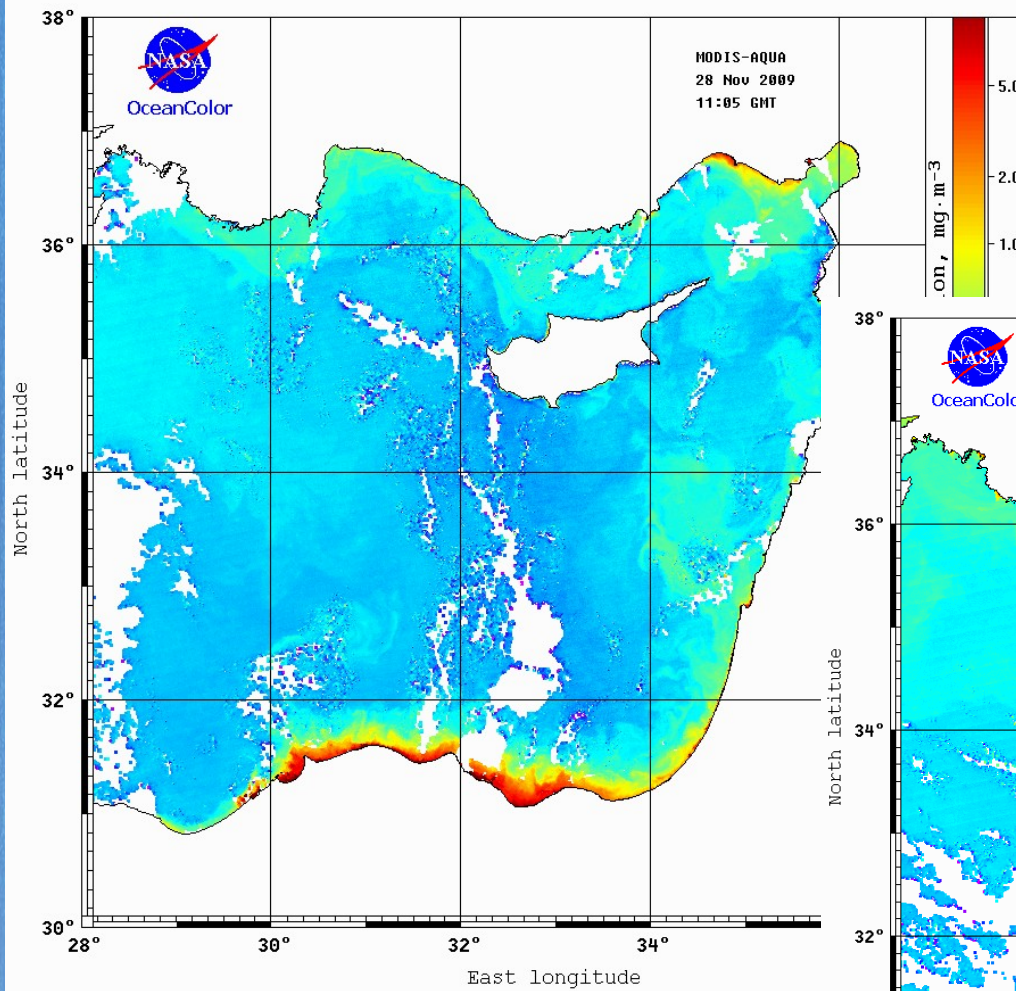 38°
NASA
OceanColor
MODIS-AQUA
28 Nov 2009
11:05 GMT
5.0
2.0
1.0
ion, mg·m⁻³
36°
34°
32°
30°
North latitude
28°
30°
32°
34°
East longitude
38°
NASA
OceanColo
36°
34°
32°
North latitude